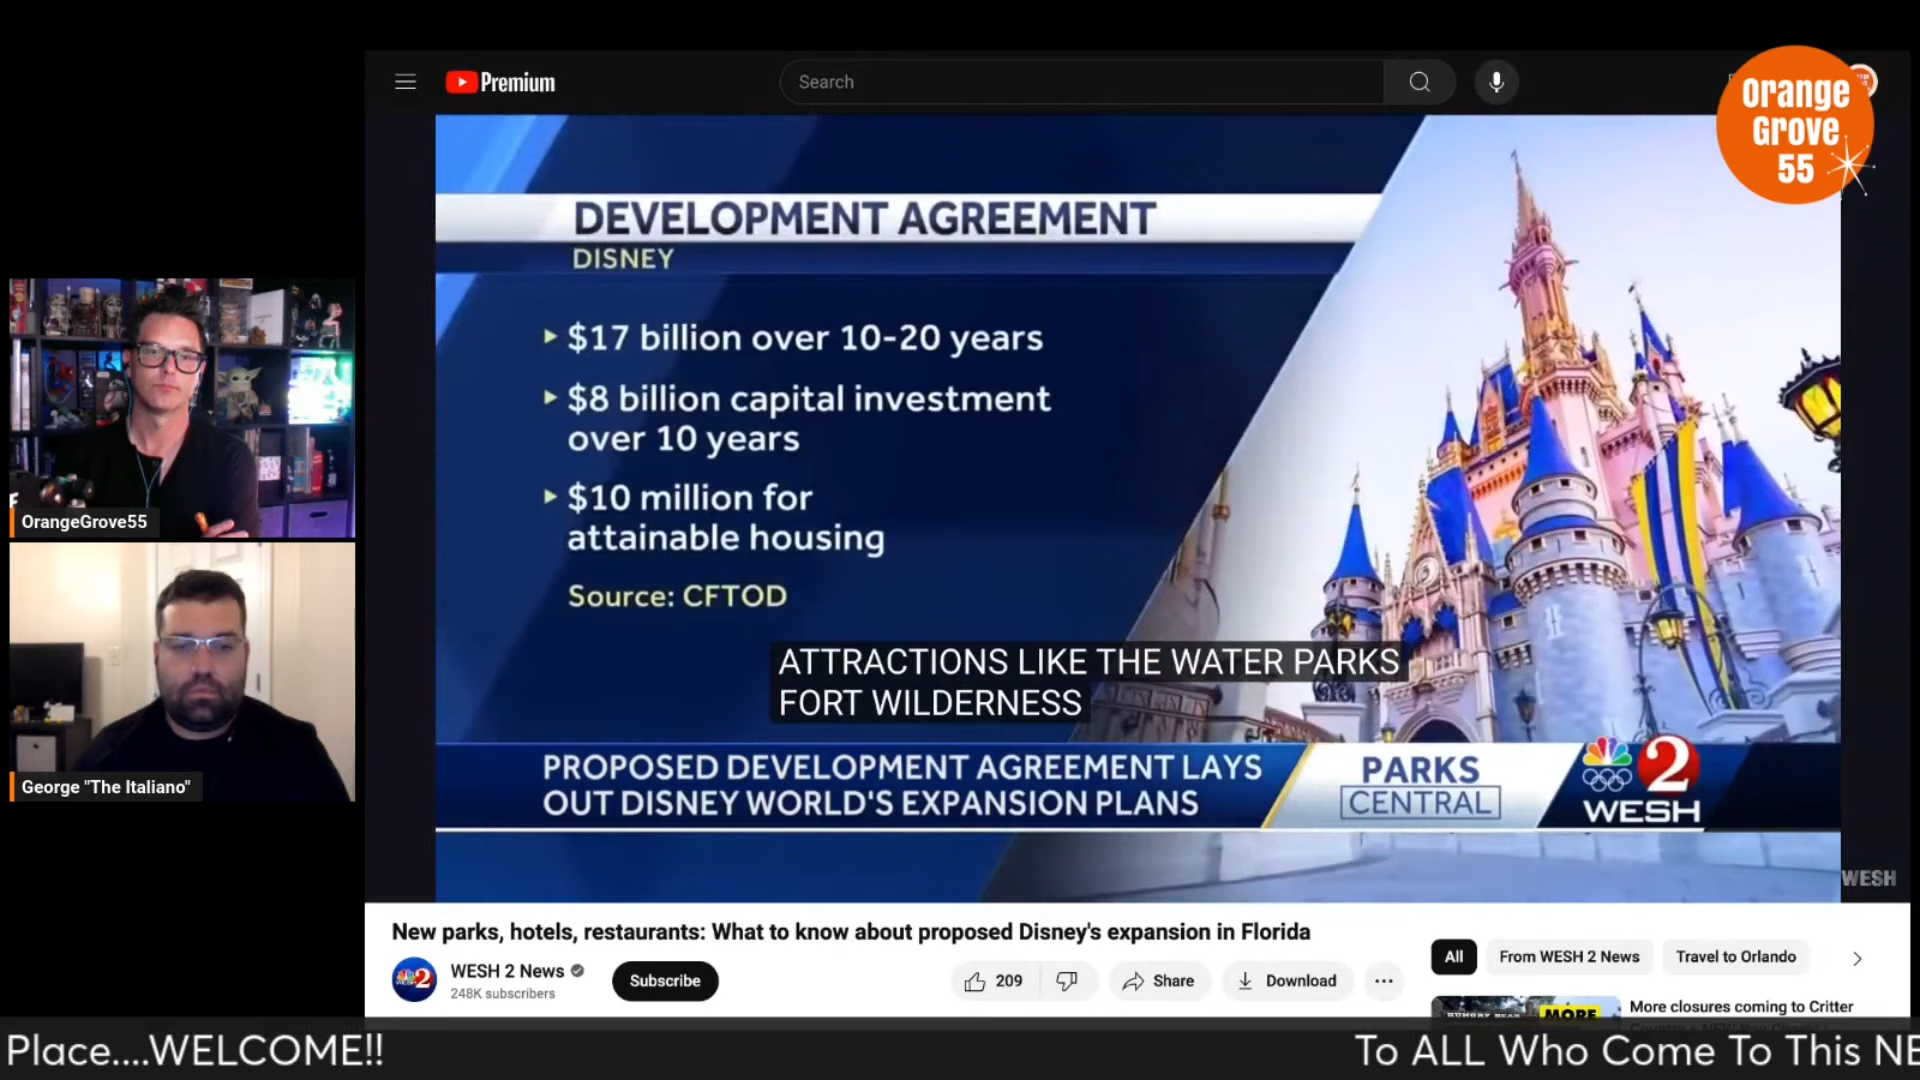 Premium
Search
Orange
Grove
55
DEVELOPMENT AGREEMENT
DISNEY
$17 billion over 10-20 years
$8 billion capital investment
over 10 years
$10 million for
attainable housing
Source: CFTOD
ATTRACTIONS LIKE THE WATER PARKS
FORT WILDERNESS
PROPOSED DEVELOPMENT AGREEMENT LAYS
OUT DISNEY WORLD'S EXPANSION PLANS
PARKS
CENTRAL
2
WESH
WESH
OrangeGrove55
George "The Italiano"
New parks, hotels, restaurants: What to know about proposed Disney's expansion in Florida
2
WESH 2 News
248K subscribers
Subscribe
209
Share
Download
All
From WESH 2 News
Travel to Orlando
MORE
More closures coming to Critter
Place....WELCOME!!
To ALL Who Come To This NE